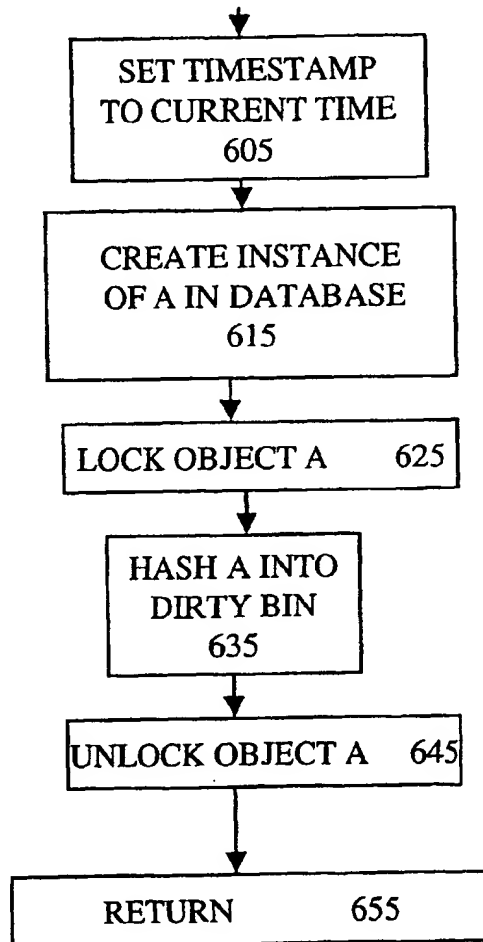 SET TIMESTAMP
TO CURRENT TIME
605
CREATE INSTANCE
OF A IN DATABASE
615
LOCK OBJECT A 625
HASH A INTO
DIRTY BIN
635
UNLOCK OBJECT A 645
RETURN 655